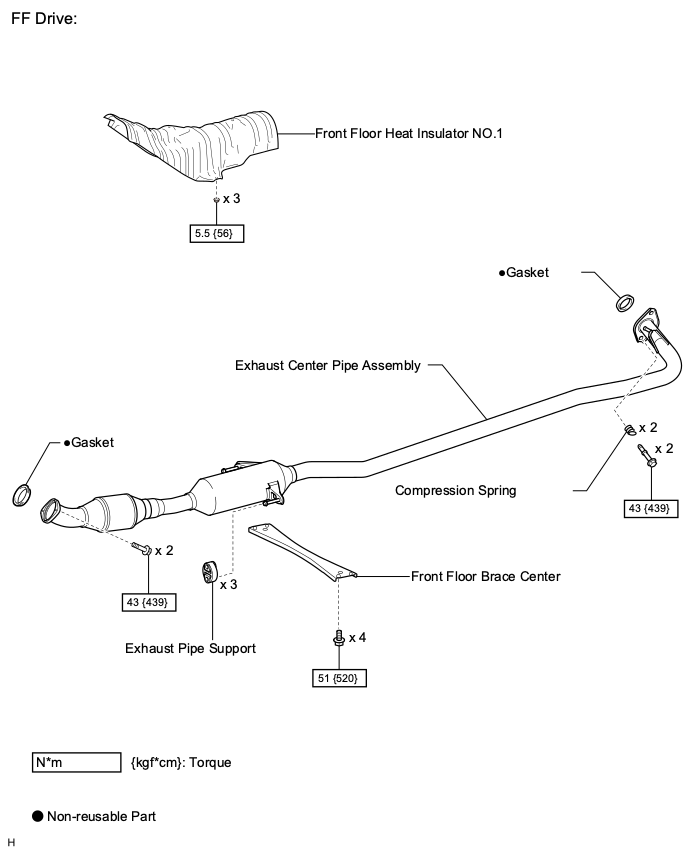 FF Drive:
Front Floor Heat Insulator NO.1
x 3
5.5 {56}
●Gasket
Exhaust Center Pipe Assembly
x 2
x 2
●Gasket
Compression Spring
43 {439}
x 2
Front Floor Brace Center
x 3
43 {439}
x 4
Exhaust Pipe Support
51 {520}
N*m {kgf*cm}: Torque
● Non-reusable Part
H